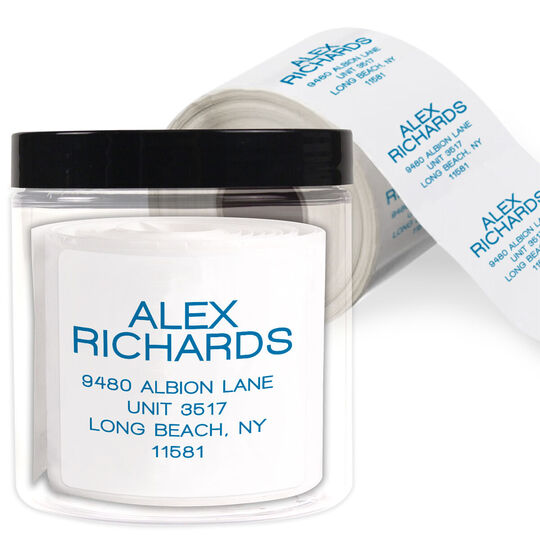 ALEX
RICHARDS
9480 ALBION LANE
UNIT 3517
LONG BEACH, NY
11581
ALEX
RICHARDS
9480 ALBION LANE
UNIT 3517
LONG BEACH, NY
11581
ALEX
RICHARDS
9480 ALBION LANE
UNIT 3517
LONG BEACH, NY
11581
ALEX
RICHARDS
9480 ALBION LANE
UNIT 3517
LONG BEACH, NY